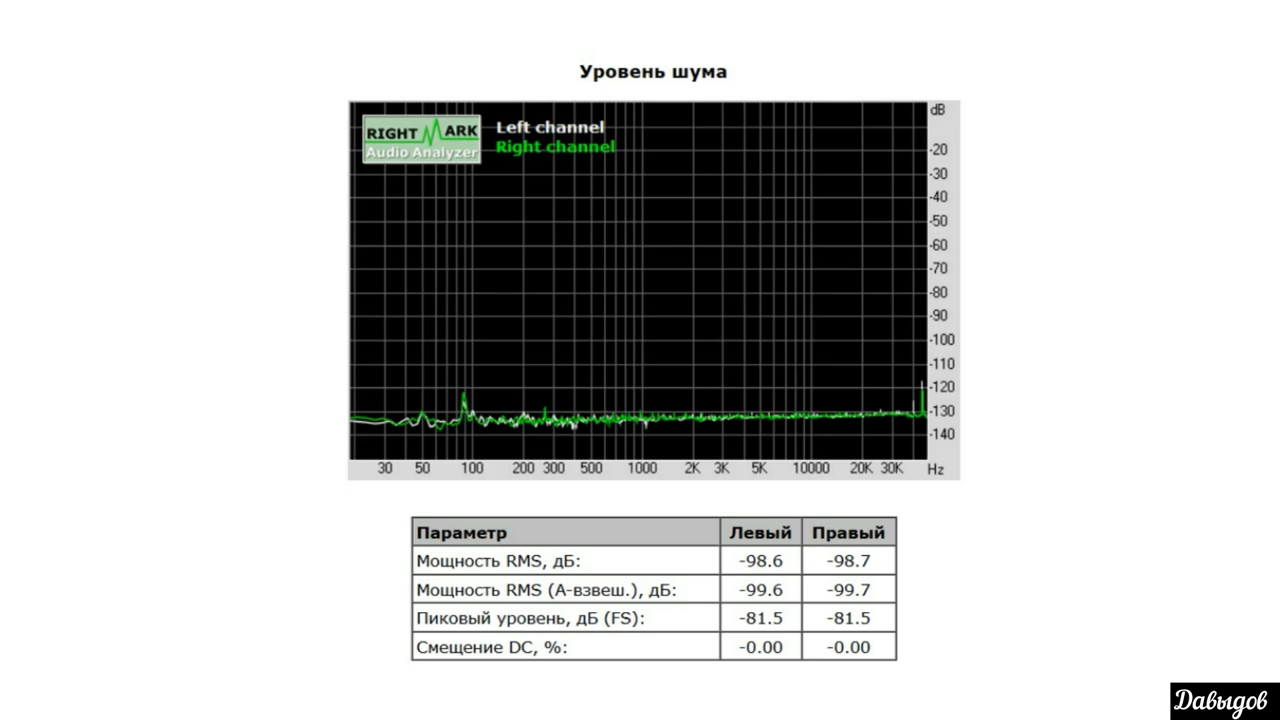 Уровень шума
RIGHT MARK
Audio Analyzer
Left channel
Right channel
dB
-20
-30
-40
-50
-60
-70
-80
-90
-100
-110
-120
-130
-140
30 50 100 200 300 500 1000 2K 3K 5K 10000 20K 30K Hz
Параметр Левый Правый
Мощность RMS, дБ: -98.6 -98.7
Мощность RMS (A-взвеш.), дБ: -99.6 -99.7
Пиковый уровень, дБ (FS): -81.5 -81.5
Смещение DC, %: -0.00 -0.00
Давыдов